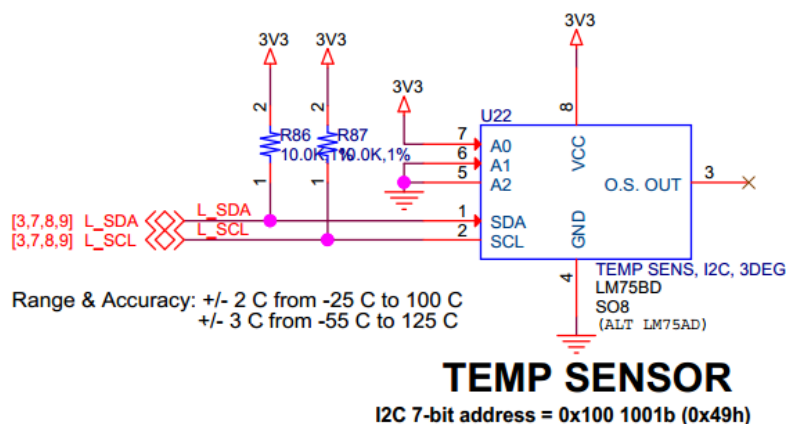 3V3
3V3 3V3
3V3
2 2 8
U22
R86 R87
10.0K,1% 10.0K,1%
7 A0 VCC
6 A1
5 A2 O.S. OUT 3
1 1
[3,7,8,9] L_SDA L_SDA 1 SDA
[3,7,8,9] L_SCL L_SCL 2 SCL GND
4
TEMP SENS, I2C, 3DEG
LM75BD
SO8
(ALT LM75AD)
Range & Accuracy: +/- 2 C from -25 C to 100 C
+/- 3 C from -55 C to 125 C
TEMP SENSOR
I2C 7-bit address = 0x100 1001b (0x49h)